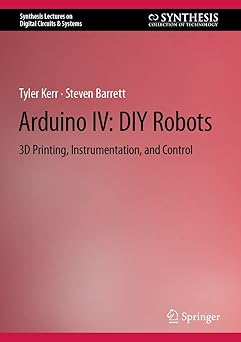 Synthesis Lectures on
Digital Circuits & Systems
SYNTHESIS
COLLECTION OF TECHNOLOGY
Tyler Kerr · Steven Barrett
Arduino IV: DIY Robots
3D Printing, Instrumentation, and Control
Springer